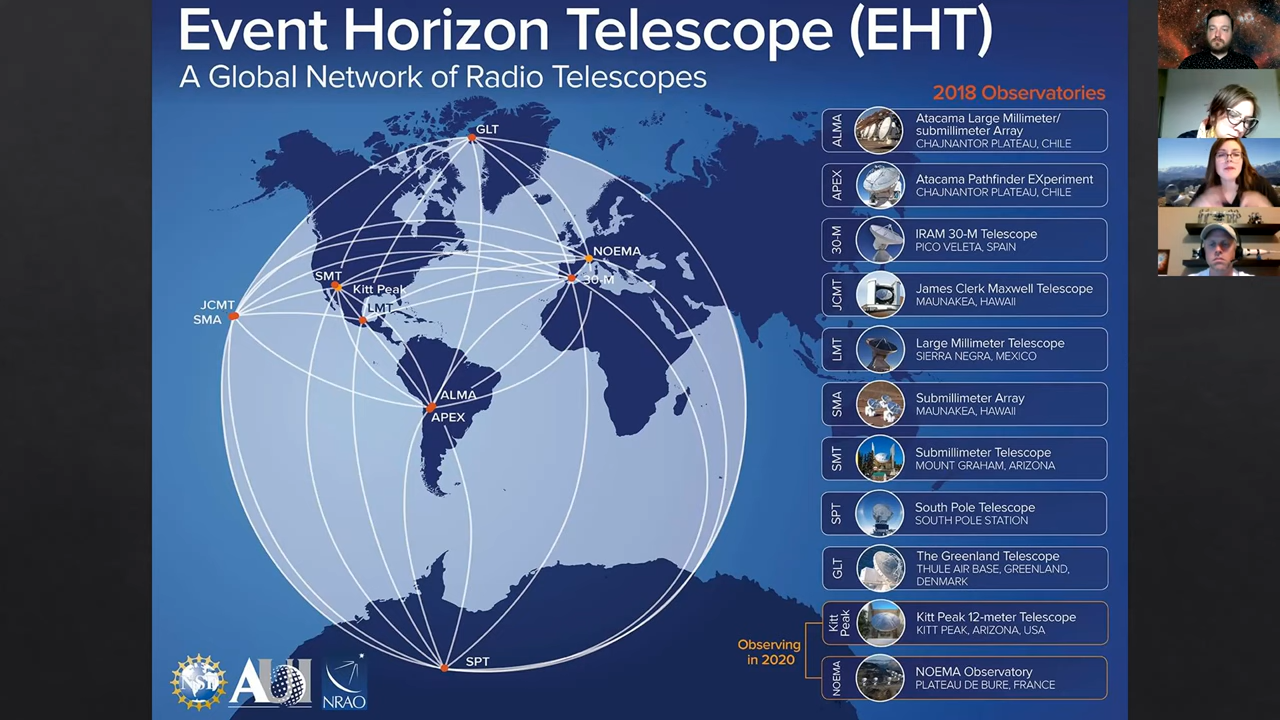 Event Horizon Telescope (EHT)
A Global Network of Radio Telescopes
2018 Observatories
GLT
NOEMA
30-M
SMT
Kitt Peak
LMT
JCMT
SMA
ALMA
APEX
SPT
ALMA
Atacama Large Millimeter/
submillimeter Array
CHAJNANTOR PLATEAU, CHILE
APEX
Atacama Pathfinder EXperiment
CHAJNANTOR PLATEAU, CHILE
30-M
IRAM 30-M Telescope
PICO VELETA, SPAIN
JCMT
James Clerk Maxwell Telescope
MAUNAKEA, HAWAII
LMT
Large Millimeter Telescope
SIERRA NEGRA, MEXICO
SMA
Submillimeter Array
MAUNAKEA, HAWAII
SMT
Submillimeter Telescope
MOUNT GRAHAM, ARIZONA
SPT
South Pole Telescope
SOUTH POLE STATION
GLT
The Greenland Telescope
THULE AIR BASE, GREENLAND,
DENMARK
Kitt
Peak
Kitt Peak 12-meter Telescope
KITT PEAK, ARIZONA, USA
NOEMA
NOEMA Observatory
PLATEAU DE BURE, FRANCE
Observing
in 2020
NSF
AUI
NRAO